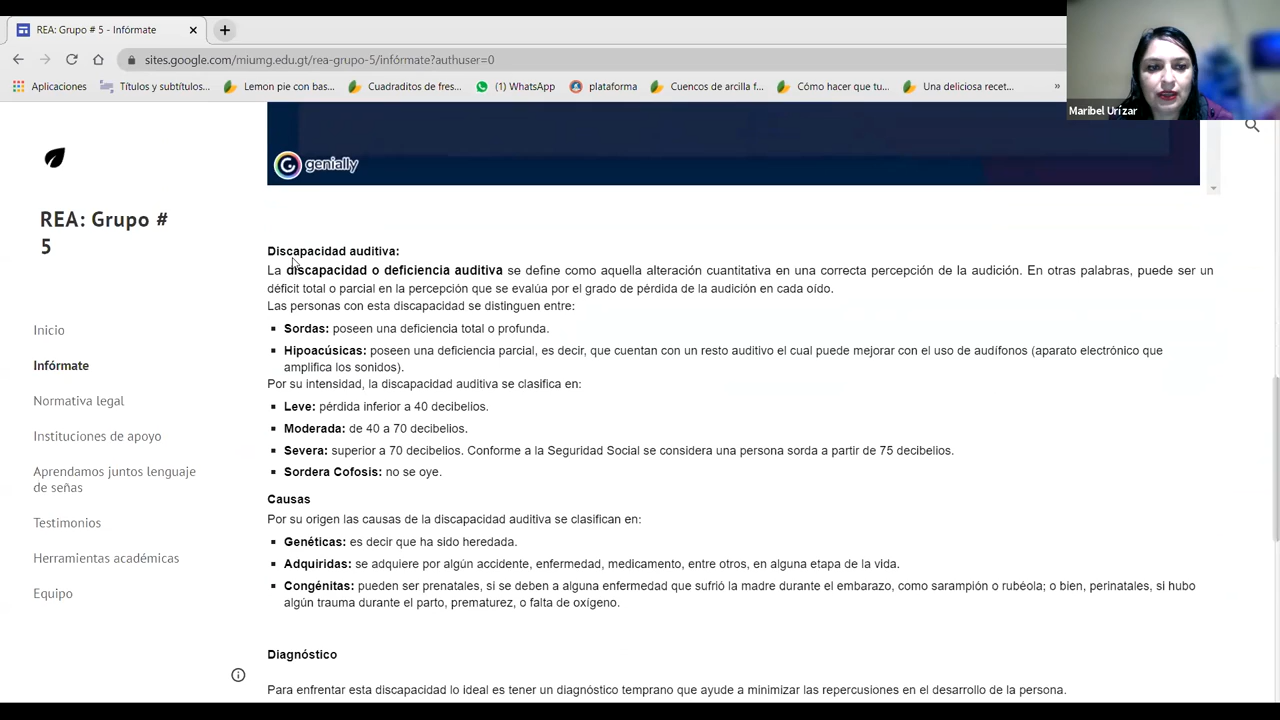 REA: Grupo # 5 - Infórmate
sites.google.com/miumg.edu.gt/rea-grupo-5/infórmate?authuser=0
Aplicaciones
Títulos y subtítulos...
Lemon pie con bas...
Cuadraditos de fres...
(1) WhatsApp
plataforma
Cuencos de arcilla f...
Cómo hacer que tu...
Una deliciosa recet...
»
Maribel Urízar
genially
REA: Grupo #
5
Inicio
Infórmate
Normativa legal
Instituciones de apoyo
Aprendamos juntos lenguaje
de señas
Testimonios
Herramientas académicas
Equipo
Discapacidad auditiva:
La discapacidad o deficiencia auditiva se define como aquella alteración cuantitativa en una correcta percepción de la audición. En otras palabras, puede ser un
déficit total o parcial en la percepción que se evalúa por el grado de pérdida de la audición en cada oído.
Las personas con esta discapacidad se distinguen entre:
▪ Sordas: poseen una deficiencia total o profunda.
▪ Hipoacúsicas: poseen una deficiencia parcial, es decir, que cuentan con un resto auditivo el cual puede mejorar con el uso de audífonos (aparato electrónico que
amplifica los sonidos).
Por su intensidad, la discapacidad auditiva se clasifica en:
▪ Leve: pérdida inferior a 40 decibelios.
▪ Moderada: de 40 a 70 decibelios.
▪ Severa: superior a 70 decibelios. Conforme a la Seguridad Social se considera una persona sorda a partir de 75 decibelios.
▪ Sordera Cofosis: no se oye.
Causas
Por su origen las causas de la discapacidad auditiva se clasifican en:
▪ Genéticas: es decir que ha sido heredada.
▪ Adquiridas: se adquiere por algún accidente, enfermedad, medicamento, entre otros, en alguna etapa de la vida.
▪ Congénitas: pueden ser prenatales, si se deben a alguna enfermedad que sufrió la madre durante el embarazo, como sarampión o rubéola; o bien, perinatales, si hubo
algún trauma durante el parto, prematurez, o falta de oxígeno.
Diagnóstico
Para enfrentar esta discapacidad lo ideal es tener un diagnóstico temprano que ayude a minimizar las repercusiones en el desarrollo de la persona.